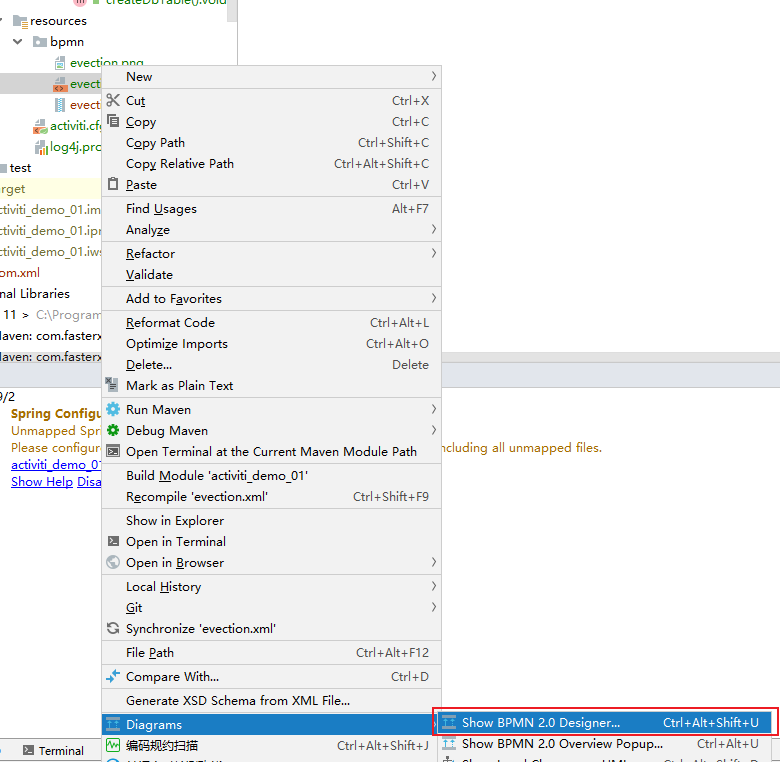 createDbTable():void
resources
bpmn
evection.png
evect
evect
activiti.cfg
log4j.pro
test
rget
ctiviti_demo_01.im
ctiviti_demo_01.ipr
ctiviti_demo_01.iws
om.xml
nal Libraries
11 > C:\Program
Maven: com.fasterx
Maven: com.fasterx
9/2
Spring Configu
Unmapped Spr
Please configur
ncluding all unmapped files.
activiti_demo_01
Show Help Disa
Terminal
New
Cut Ctrl+X
Copy Ctrl+C
Copy Path Ctrl+Shift+C
Copy Relative Path Ctrl+Alt+Shift+C
Paste Ctrl+V
Find Usages Alt+F7
Analyze
Refactor
Validate
Add to Favorites
Reformat Code Ctrl+Alt+L
Optimize Imports Ctrl+Alt+O
Delete... Delete
Mark as Plain Text
Run Maven
Debug Maven
Open Terminal at the Current Maven Module Path
Build Module 'activiti_demo_01'
Recompile 'evection.xml' Ctrl+Shift+F9
Show in Explorer
Open in Terminal
Open in Browser
Local History
Git
Synchronize 'evection.xml'
File Path Ctrl+Alt+F12
Compare With... Ctrl+D
Generate XSD Schema from XML File...
Diagrams
编码规约扫描 Ctrl+Alt+Shift+J
Show BPMN 2.0 Designer... Ctrl+Alt+Shift+U
Show BPMN 2.0 Overview Popup... Ctrl+Alt+U